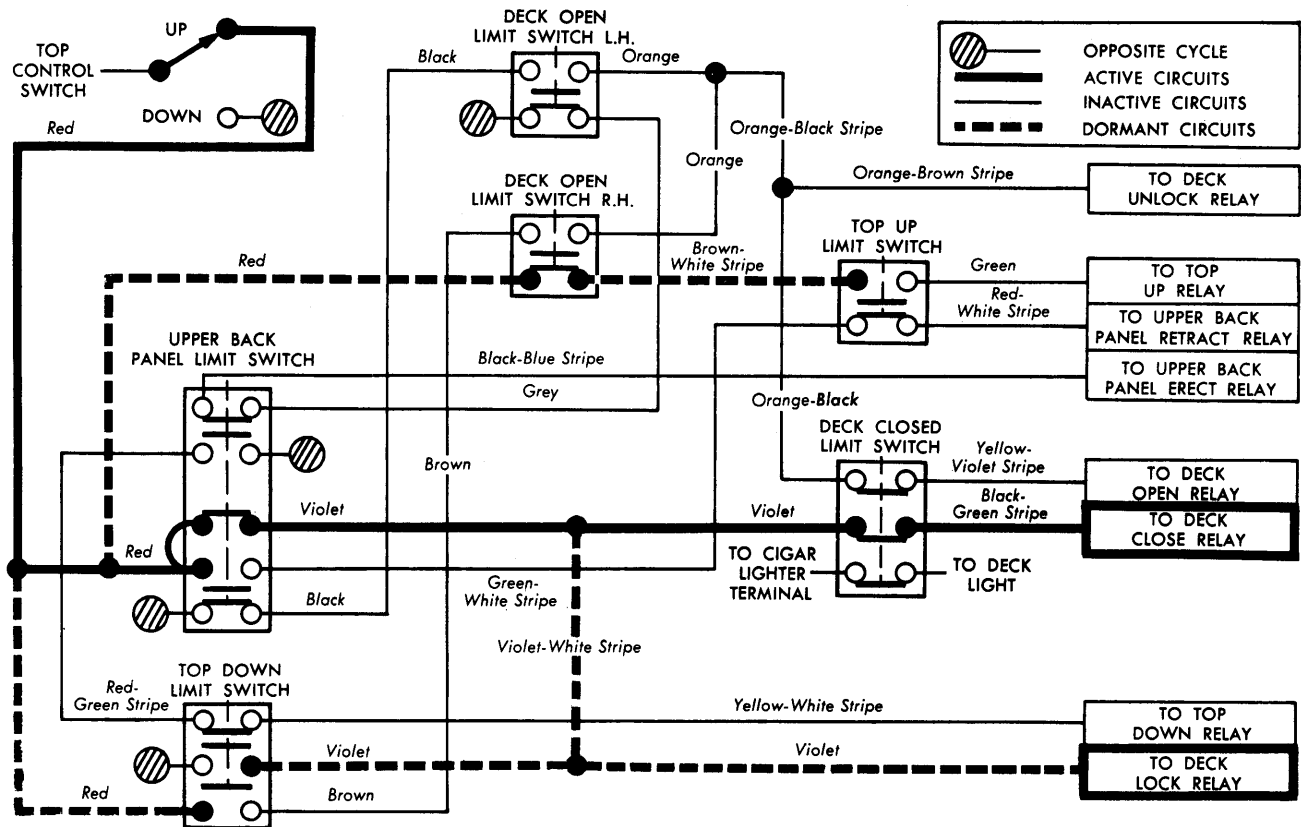 DECK OPEN
LIMIT SWITCH L.H.
UP
TOP
CONTROL
SWITCH
DOWN
Red
Black
Orange
OPPOSITE CYCLE
ACTIVE CIRCUITS
INACTIVE CIRCUITS
DORMANT CIRCUITS
Orange-Black Stripe
Orange
Orange-Brown Stripe
TO DECK
UNLOCK RELAY
DECK OPEN
LIMIT SWITCH R.H.
Red
Brown-
White Stripe
TOP UP
LIMIT SWITCH
Green
Red-
White Stripe
TO TOP
UP RELAY
TO UPPER BACK
PANEL RETRACT RELAY
TO UPPER BACK
PANEL ERECT RELAY
UPPER BACK
PANEL LIMIT SWITCH
Black-Blue Stripe
Grey
Orange-Black
Brown
DECK CLOSED
LIMIT SWITCH
Yellow-
Violet Stripe
Black-
Green Stripe
TO DECK
OPEN RELAY
TO DECK
CLOSE RELAY
Violet
Violet
Red
TO CIGAR
LIGHTER
TERMINAL
TO DECK
LIGHT
Green-
White Stripe
Black
Violet-White Stripe
TOP DOWN
LIMIT SWITCH
Red-
Green Stripe
Yellow-White Stripe
TO TOP
DOWN RELAY
Violet
Violet
TO DECK
LOCK RELAY
Red
Brown